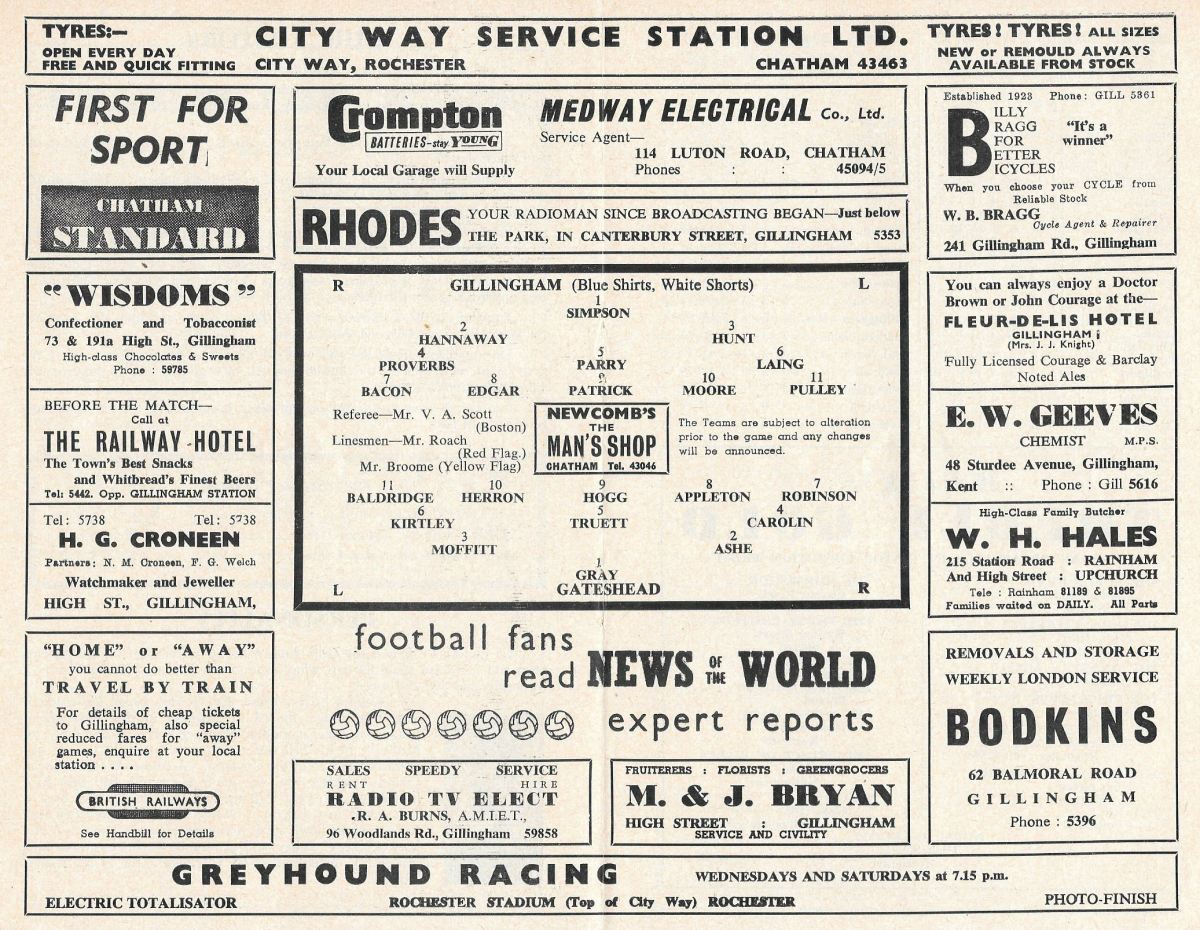 TYRES:—
OPEN EVERY DAY
FREE AND QUICK FITTING
CITY WAY SERVICE STATION LTD.
CITY WAY, ROCHESTER CHATHAM 43463
TYRES! TYRES! ALL SIZES
NEW or REMOULD ALWAYS
AVAILABLE FROM STOCK
FIRST FOR
SPORT
CHATHAM
STANDARD
Crompton
BATTERIES—stay YOUNG
Your Local Garage will Supply
MEDWAY ELECTRICAL Co., Ltd.
Service Agent—
114 LUTON ROAD, CHATHAM
Phones : : 45094/5
Established 1923 Phone: GILL 5361
BILLY
BRAGG
FOR
BETTER
BICYCLES
"It's a
winner"
When you choose your CYCLE from
Reliable Stock
W. B. BRAGG
Cycle Agent & Repairer
241 Gillingham Rd., Gillingham
RHODES
YOUR RADIOMAN SINCE BROADCASTING BEGAN—Just below
THE PARK, IN CANTERBURY STREET, GILLINGHAM 5353
"WISDOMS"
Confectioner and Tobacconist
73 & 191a High St., Gillingham
High-class Chocolates & Sweets
Phone : 59785
BEFORE THE MATCH—
Call at
THE RAILWAY-HOTEL
The Town's Best Snacks
and Whitbread's Finest Beers
Tel: 5442. Opp. GILLINGHAM STATION
Tel: 5738 Tel: 5738
H. G. CRONEEN
Partners: N. M. Croneen, F. G. Welch
Watchmaker and Jeweller
HIGH ST., GILLINGHAM,
R GILLINGHAM (Blue Shirts, White Shorts) L
1
SIMPSON
2 3
HANNAWAY HUNT
4 5 6
PROVERBS PARRY LAING
7 8 9 10 11
BACON EDGAR PATRICK MOORE PULLEY
Referee—Mr. V. A. Scott
(Boston)
Linesmen—Mr. Roach
(Red Flag.)
Mr. Broome (Yellow Flag)
NEWCOMB'S
THE
MAN'S SHOP
CHATHAM Tel. 43046
The Teams are subject to alteration
prior to the game and any changes
will be announced.
11 10 9 8 7
BALDRIDGE HERRON HOGG APPLETON ROBINSON
6 5 4
KIRTLEY TRUETT CAROLIN
3 2
MOFFITT ASHE
1
GRAY
L GATESHEAD R
You can always enjoy a Doctor
Brown or John Courage at the—
FLEUR-DE-LIS HOTEL
GILLINGHAM
(Mrs. J. J. Knight)
Fully Licensed Courage & Barclay
Noted Ales
E. W. GEEVES
CHEMIST M.P.S.
48 Sturdee Avenue, Gillingham,
Kent :: Phone : Gill 5616
High-Class Family Butcher
W. H. HALES
215 Station Road : RAINHAM
And High Street : UPCHURCH
Tele : Rainham 81189 & 81895
Families waited on DAILY. All Parts
"HOME" or "AWAY"
you cannot do better than
TRAVEL BY TRAIN
For details of cheap tickets
to Gillingham, also special
reduced fares for "away"
games, enquire at your local
station . . . .
BRITISH RAILWAYS
See Handbill for Details
football fans
read NEWS OF THE WORLD
expert reports
SALES SPEEDY SERVICE
RENT HIRE
RADIO TV ELECT
R. A. BURNS, A.M.I.E.T.,
96 Woodlands Rd., Gillingham 59858
FRUITERERS : FLORISTS : GREENGROCERS
M. & J. BRYAN
HIGH STREET : GILLINGHAM
SERVICE AND CIVILITY
REMOVALS AND STORAGE
WEEKLY LONDON SERVICE
BODKINS
62 BALMORAL ROAD
GILLINGHAM
Phone : 5396
GREYHOUND RACING WEDNESDAYS AND SATURDAYS at 7.15 p.m.
ELECTRIC TOTALISATOR ROCHESTER STADIUM (Top of City Way) ROCHESTER PHOTO-FINISH